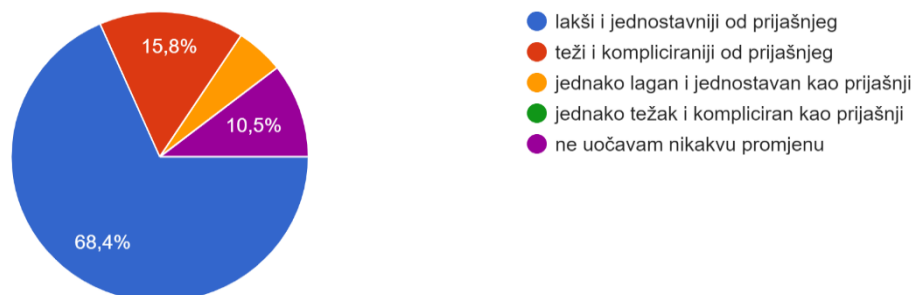 15,8%
10,5%
68,4%
lakši i jednostavniji od prijašnjeg
teži i kompliciraniji od prijašnjeg
jednako lagan i jednostavan kao prijašnji
jednako težak i kompliciran kao prijašnji
ne uočavam nikakvu promjenu